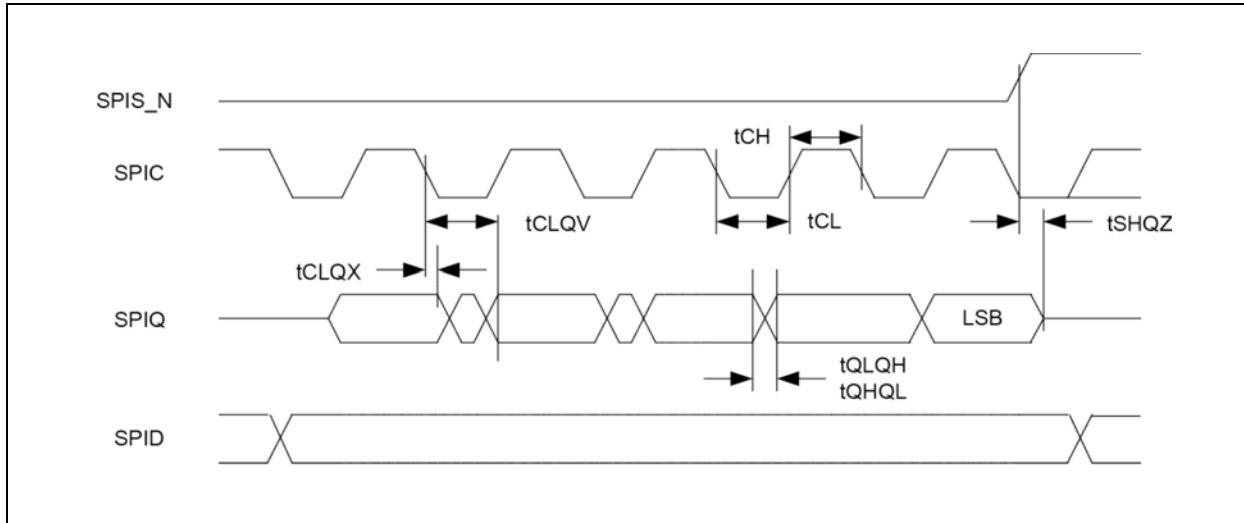 SPIS_N
tCH
SPIC
tCLQV
tCL
tSHQZ
tCLQX
SPIQ
LSB
tQLQH
tQHQL
SPID